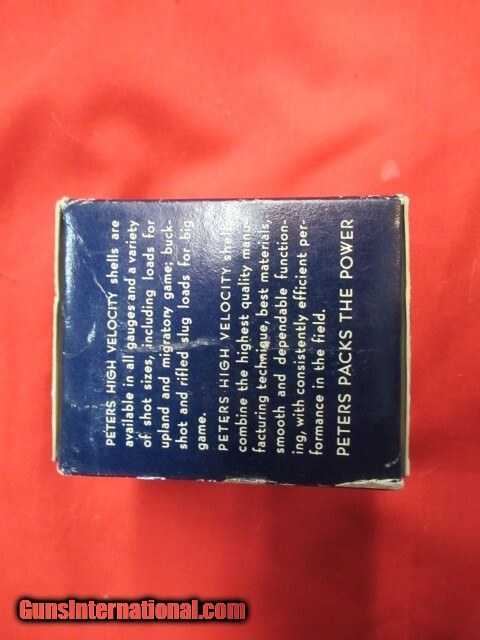 PETERS HIGH VELOCITY shells are
available in all gauges and a variety
of shot sizes, including loads for
upland and migratory game; buck-
shot and rifled slug loads for big
game.
PETERS HIGH VELOCITY shells
combine the highest quality manu-
facturing technique, best materials,
smooth and dependable function-
ing, with consistently efficient per-
formance in the field.
PETERS PACKS THE POWER
GunsInternational.com